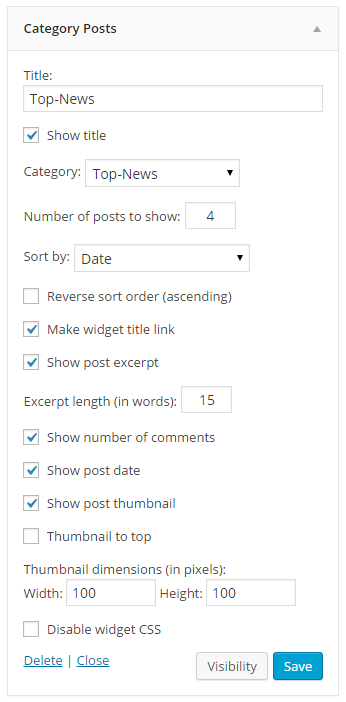 Category Posts
Title:
Top-News
Show title
Category: Top-News
Number of posts to show: 4
Sort by: Date
Reverse sort order (ascending)
Make widget title link
Show post excerpt
Excerpt length (in words): 15
Show number of comments
Show post date
Show post thumbnail
Thumbnail to top
Thumbnail dimensions (in pixels):
Width: 100 Height: 100
Disable widget CSS
Delete | Close Visibility Save